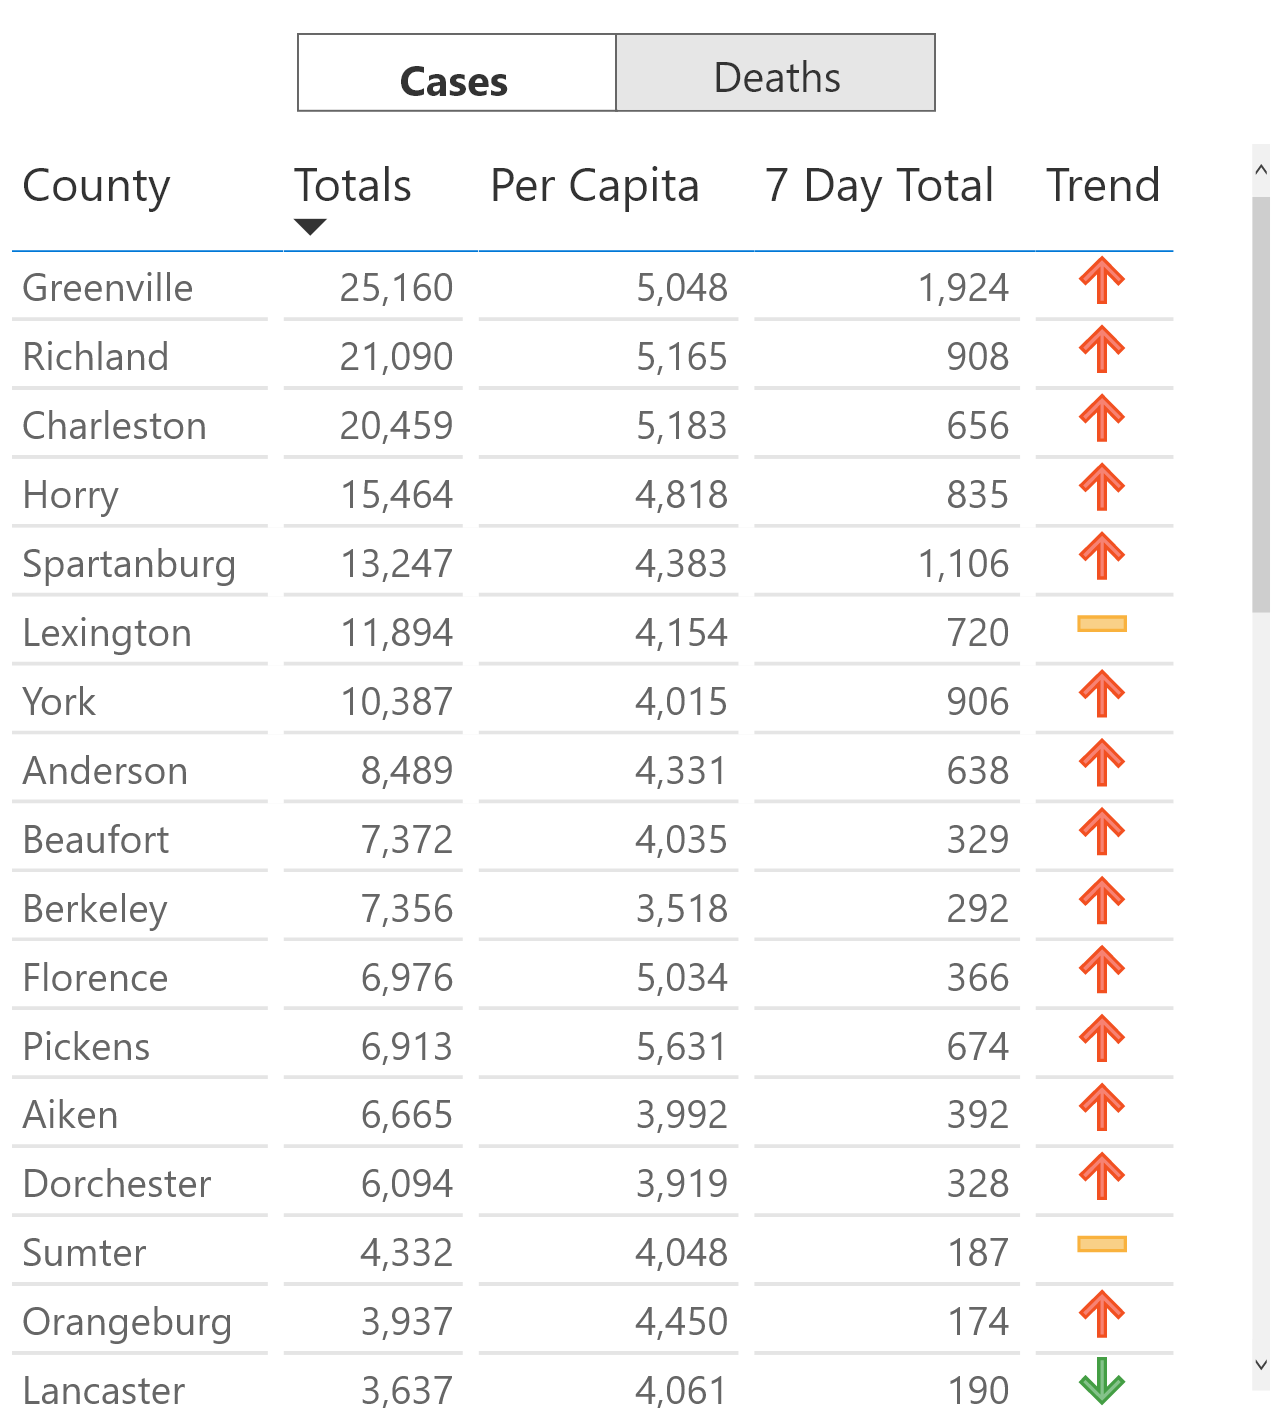 Cases Deaths
County Totals Per Capita 7 Day Total Trend
Greenville 25,160 5,048 1,924
Richland 21,090 5,165 908
Charleston 20,459 5,183 656
Horry 15,464 4,818 835
Spartanburg 13,247 4,383 1,106
Lexington 11,894 4,154 720
York 10,387 4,015 906
Anderson 8,489 4,331 638
Beaufort 7,372 4,035 329
Berkeley 7,356 3,518 292
Florence 6,976 5,034 366
Pickens 6,913 5,631 674
Aiken 6,665 3,992 392
Dorchester 6,094 3,919 328
Sumter 4,332 4,048 187
Orangeburg 3,937 4,450 174
Lancaster 3,637 4,061 190